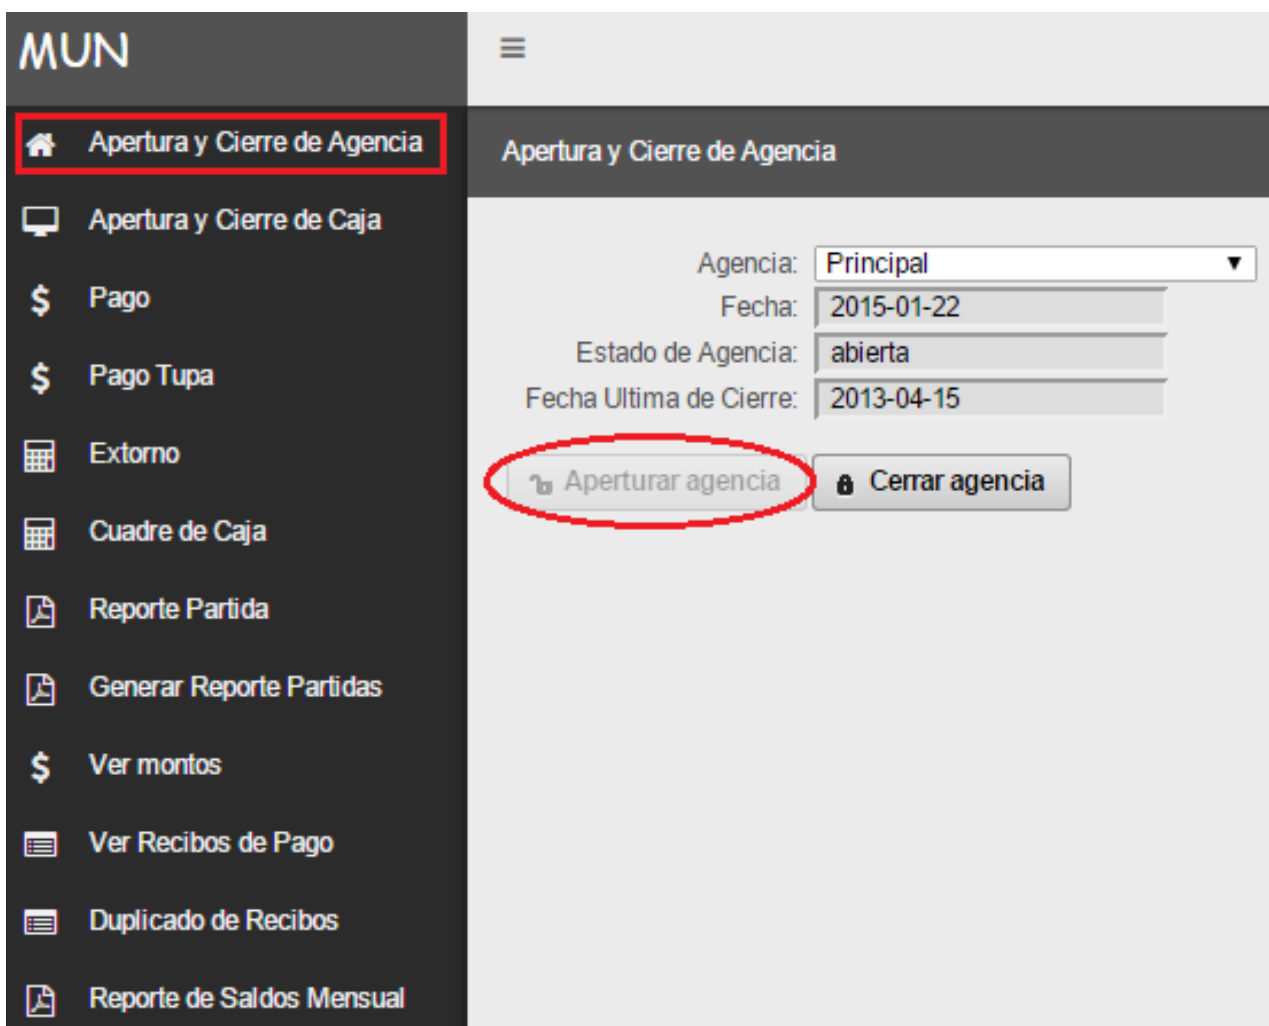 MUN
Apertura y Cierre de Agencia
Apertura y Cierre de Caja
Pago
Pago Tupa
Extorno
Cuadre de Caja
Reporte Partida
Generar Reporte Partidas
Ver montos
Ver Recibos de Pago
Duplicado de Recibos
Reporte de Saldos Mensual
Apertura y Cierre de Agencia
Agencia: Principal
Fecha: 2015-01-22
Estado de Agencia: abierta
Fecha Ultima de Cierre: 2013-04-15
Aperturar agencia Cerrar agencia